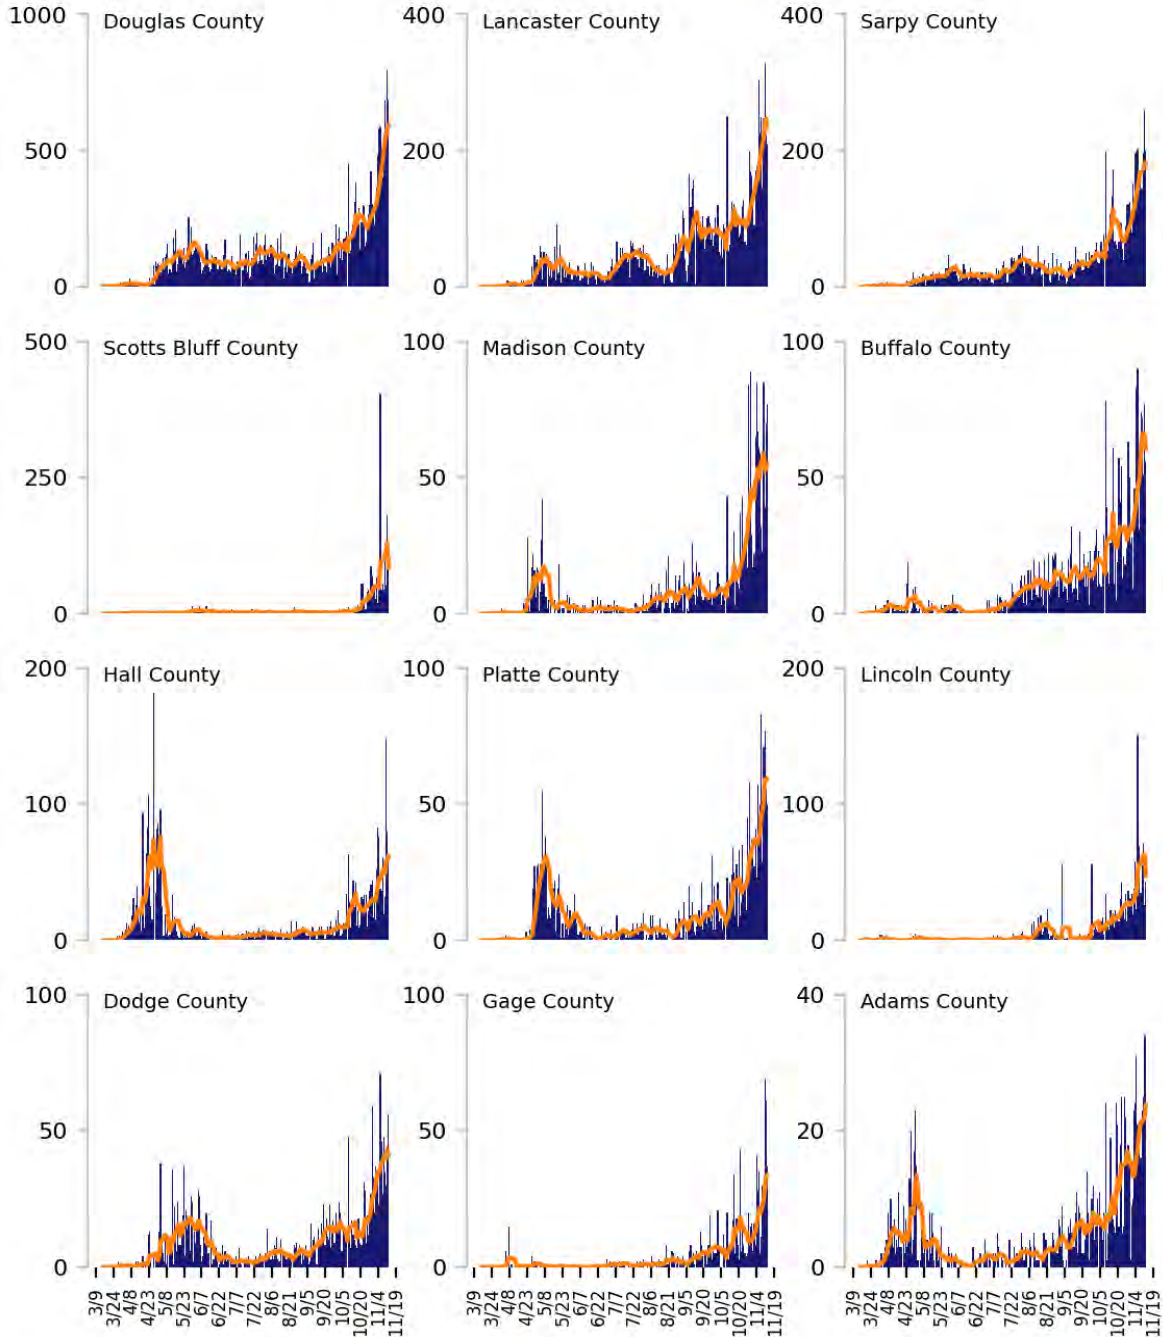 Douglas County
1000
500
0
Lancaster County
400
200
0
Sarpy County
400
200
0
Scotts Bluff County
500
250
0
Madison County
100
50
0
Buffalo County
100
50
0
Hall County
200
100
0
Platte County
100
50
0
Lincoln County
200
100
0
Dodge County
100
50
0
Gage County
100
50
0
Adams County
40
20
0
3/9 3/24 4/8 4/23 5/8 5/23 6/7 6/22 7/7 7/22 8/6 8/21 9/5 9/20 10/5 10/20 11/4 11/19
3/9 3/24 4/8 4/23 5/8 5/23 6/7 6/22 7/7 7/22 8/6 8/21 9/5 9/20 10/5 10/20 11/4 11/19
3/9 3/24 4/8 4/23 5/8 5/23 6/7 6/22 7/7 7/22 8/6 8/21 9/5 9/20 10/5 10/20 11/4 11/19